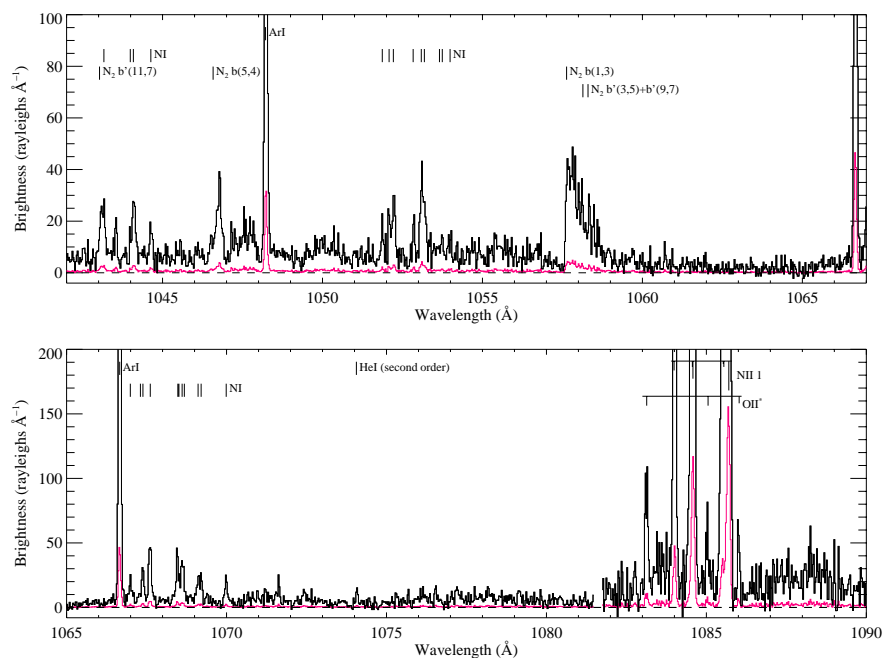 100
80
60
40
20
0
Brightness (rayleighs Å⁻¹)
ArI
NI
NI
N₂ b'(11,7)
N₂ b(5,4)
N₂ b(1,3)
N₂ b'(3,5)+b'(9,7)
1045
1050
1055
1060
1065
Wavelength (Å)
200
150
100
50
0
Brightness (rayleighs Å⁻¹)
ArI
HeI (second order)
NII 1
NI
OII*
1065
1070
1075
1080
1085
1090
Wavelength (Å)